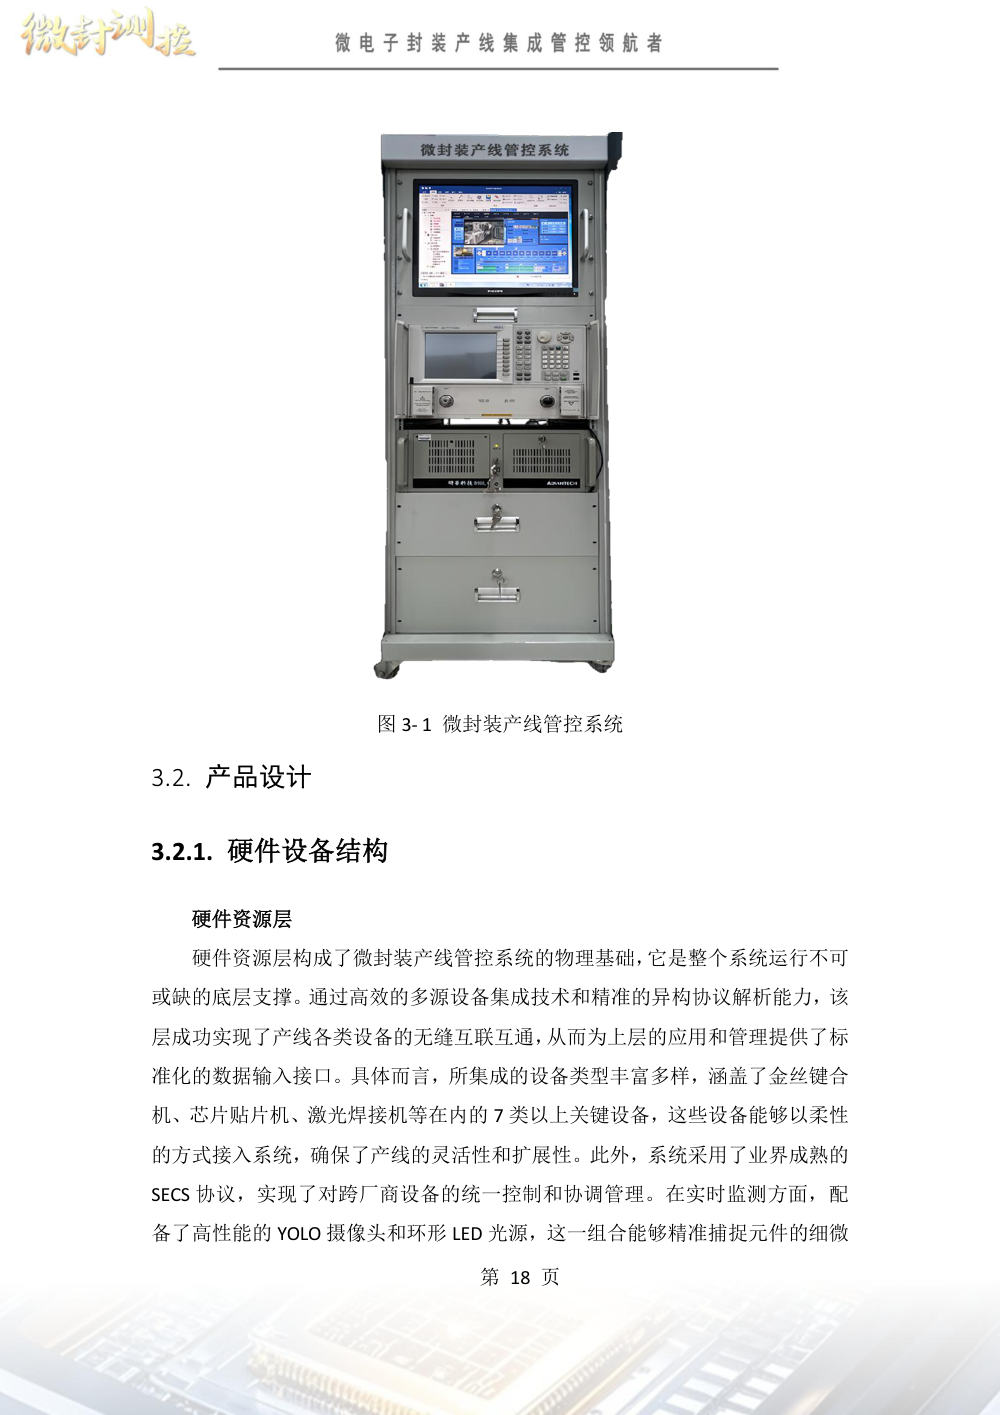 微封测控
微电子封装产线集成管控领航者
微封装产线管控系统
研华科技
ADVANTECH
图 3- 1 微封装产线管控系统
3.2. 产品设计
3.2.1. 硬件设备结构
硬件资源层
硬件资源层构成了微封装产线管控系统的物理基础，它是整个系统运行不可
或缺的底层支撑。通过高效的多源设备集成技术和精准的异构协议解析能力，该
层成功实现了产线各类设备的无缝互联互通，从而为上层的应用和管理提供了标
准化的数据输入接口。具体而言，所集成的设备类型丰富多样，涵盖了金丝键合
机、芯片贴片机、激光焊接机等在内的 7 类以上关键设备，这些设备能够以柔性
的方式接入系统，确保了产线的灵活性和扩展性。此外，系统采用了业界成熟的
SECS 协议，实现了对跨厂商设备的统一控制和协调管理。在实时监测方面，配
备了高性能的 YOLO 摄像头和环形 LED 光源，这一组合能够精准捕捉元件的细微
第 18 页